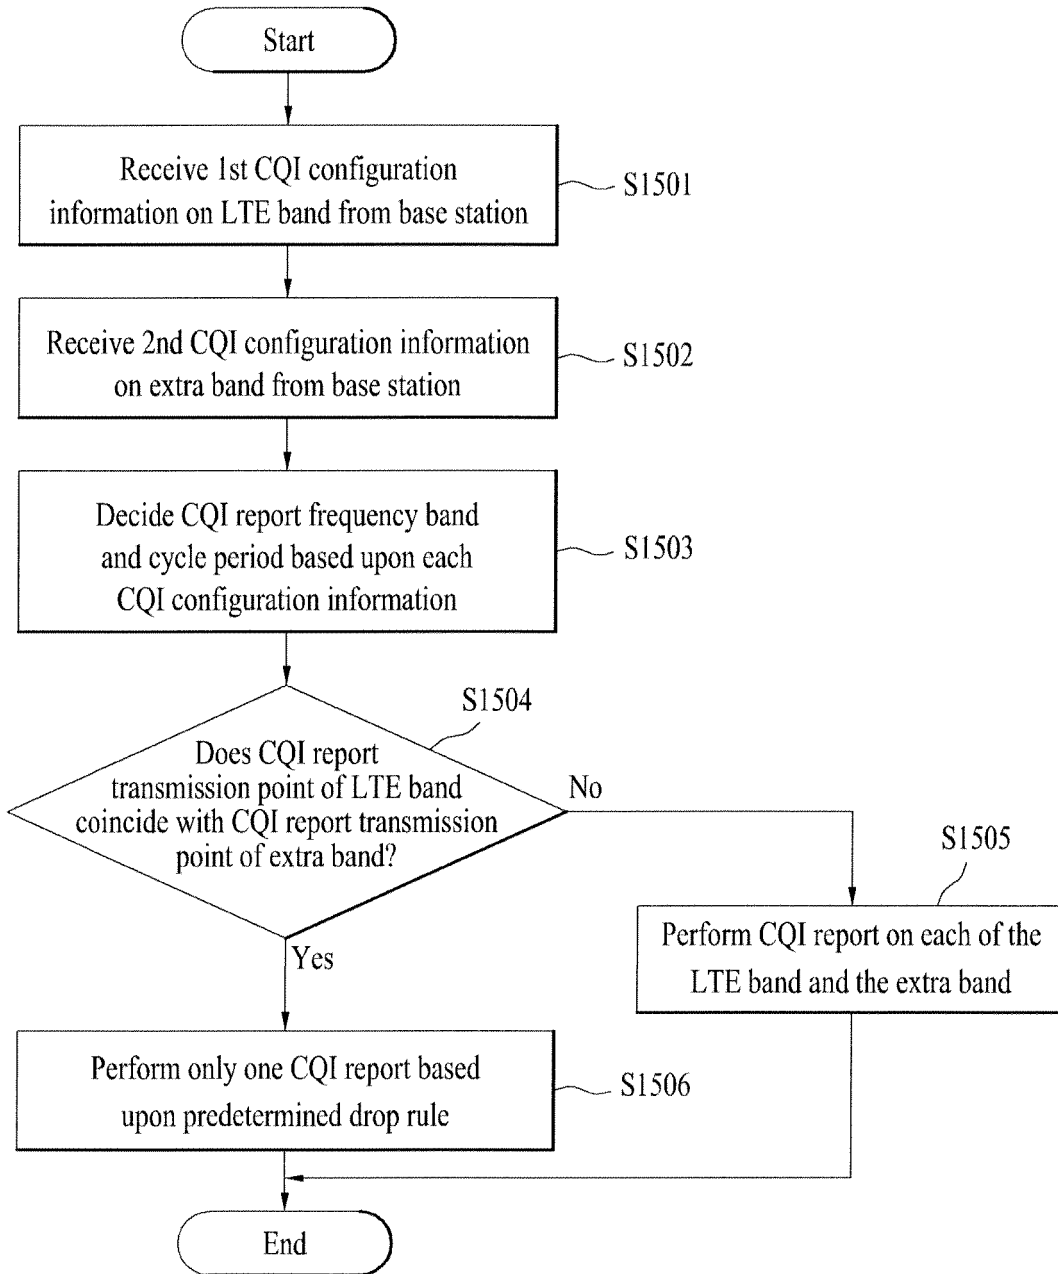 Start
Receive 1st CQI configuration
information on LTE band from base station
S1501
Receive 2nd CQI configuration information
on extra band from base station
S1502
Decide CQI report frequency band
and cycle period based upon each
CQI configuration information
S1503
S1504
Does CQI report
transmission point of LTE band
coincide with CQI report transmission
point of extra band?
No
Yes
S1505
Perform CQI report on each of the
LTE band and the extra band
Perform only one CQI report based
upon predetermined drop rule
S1506
End